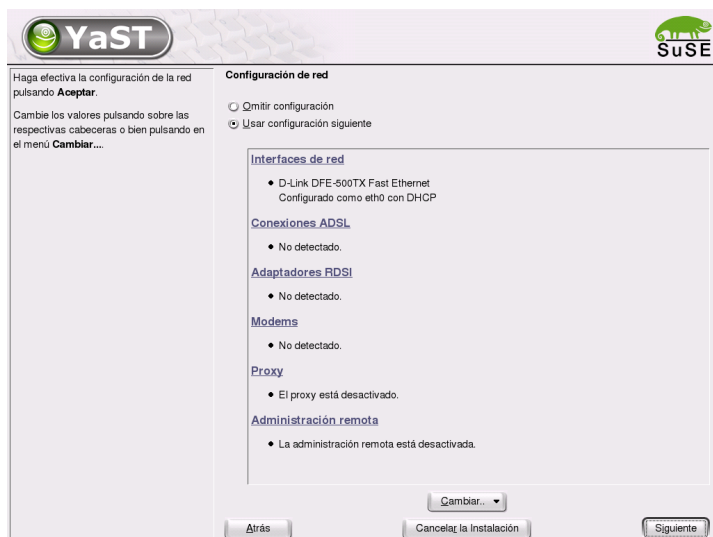 YaST
SuSE
Haga efectiva la configuración de la red
pulsando Aceptar.
Cambie los valores pulsando sobre las
respectivas cabeceras o bien pulsando en
el menú Cambiar....
Configuración de red
Omitir configuración
Usar configuración siguiente
Interfaces de red
D-Link DFE-500TX Fast Ethernet
Configurado como eth0 con DHCP
Conexiones ADSL
No detectado.
Adaptadores RDSI
No detectado.
Modems
No detectado.
Proxy
El proxy está desactivado.
Administración remota
La administración remota está desactivada.
Cambiar..
Atrás
Cancelar la Instalación
Siguiente